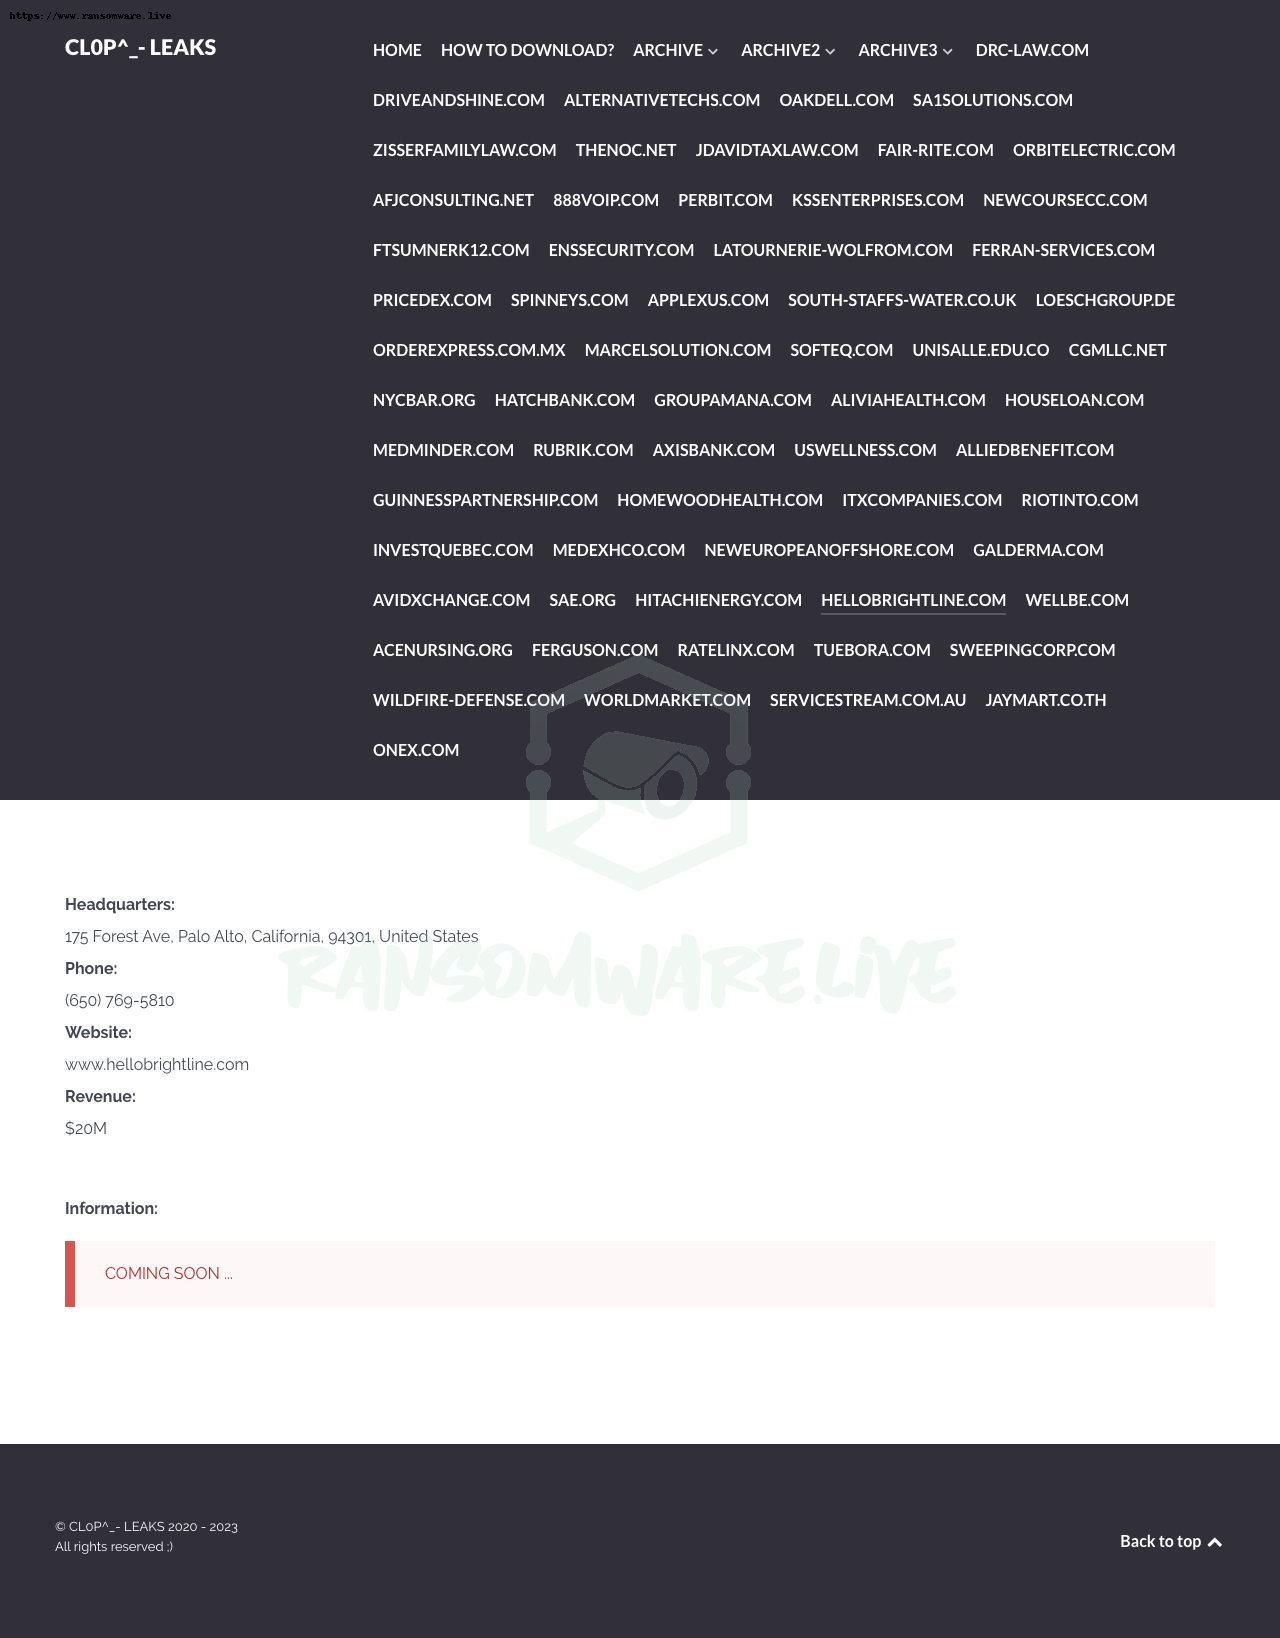 https://www.ransomware.live
CL0P^_- LEAKS
HOME HOW TO DOWNLOAD? ARCHIVE ARCHIVE2 ARCHIVE3 DRC-LAW.COM
DRIVEANDSHINE.COM ALTERNATIVETECHS.COM OAKDELL.COM SA1SOLUTIONS.COM
ZISSERFAMILYLAW.COM THENOC.NET JDAVIDTAXLAW.COM FAIR-RITE.COM ORBITELECTRIC.COM
AFJCONSULTING.NET 888VOIP.COM PERBIT.COM KSSENTERPRISES.COM NEWCOURSECC.COM
FTSUMNERK12.COM ENSSECURITY.COM LATOURNERIE-WOLFROM.COM FERRAN-SERVICES.COM
PRICEDEX.COM SPINNEYS.COM APPLEXUS.COM SOUTH-STAFFS-WATER.CO.UK LOESCHGROUP.DE
ORDEREXPRESS.COM.MX MARCELSOLUTION.COM SOFTEQ.COM UNISALLE.EDU.CO CGMLLC.NET
NYCBAR.ORG HATCHBANK.COM GROUPAMANA.COM ALIVIAHEALTH.COM HOUSELOAN.COM
MEDMINDER.COM RUBRIK.COM AXISBANK.COM USWELLNESS.COM ALLIEDBENEFIT.COM
GUINNESSPARTNERSHIP.COM HOMEWOODHEALTH.COM ITXCOMPANIES.COM RIOTINTO.COM
INVESTQUEBEC.COM MEDEXHCO.COM NEWEUROPEANOFFSHORE.COM GALDERMA.COM
AVIDXCHANGE.COM SAE.ORG HITACHIENERGY.COM HELLOBRIGHTLINE.COM WELLBE.COM
ACENURSING.ORG FERGUSON.COM RATELINX.COM TUEBORA.COM SWEEPINGCORP.COM
WILDFIRE-DEFENSE.COM WORLDMARKET.COM SERVICESTREAM.COM.AU JAYMART.CO.TH
ONEX.COM
Headquarters:
175 Forest Ave, Palo Alto, California, 94301, United States
RANSOMWARE.LIVE
Phone:
(650) 769-5810
Website:
www.hellobrightline.com
Revenue:
$20M
Information:
COMING SOON ...
© CL0P^_- LEAKS 2020 - 2023
All rights reserved ;)
Back to top